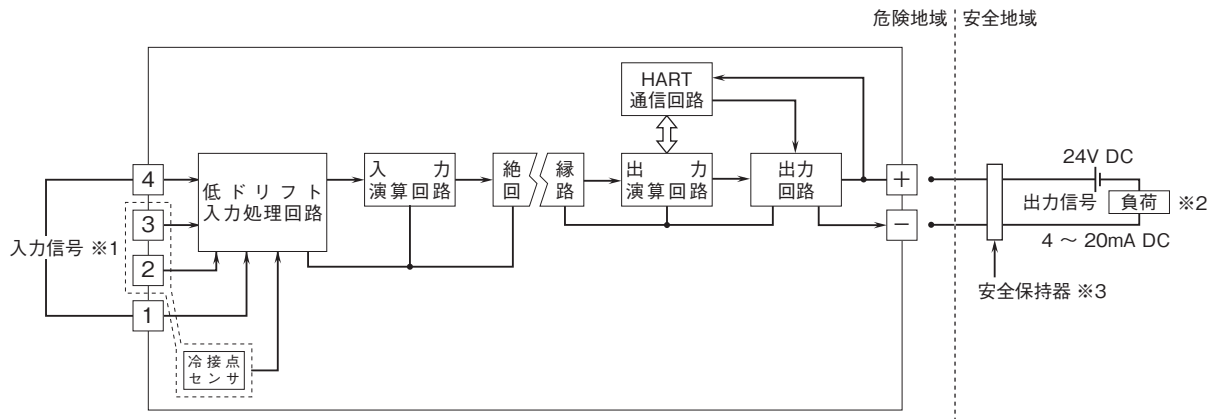 危険地域
安全地域
HART
通信回路
入力
演算回路
絶縁
回路
出力
演算回路
出力
回路
24V DC
4
低ドリフト
入力処理回路
+
3
出力信号
負荷 ※2
入力信号 ※1
−
4 ～ 20mA DC
2
安全保持器 ※3
1
冷接点
センサ